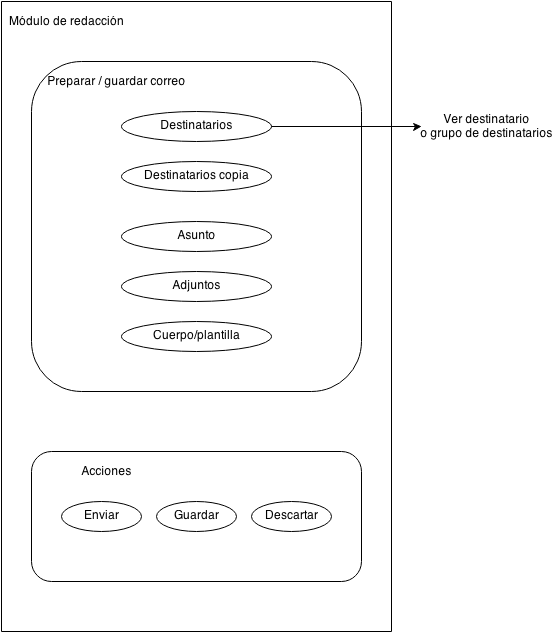 Módulo de redacción
Preparar / guardar correo
Destinatarios
Ver destinatario
o grupo de destinatarios
Destinatarios copia
Asunto
Adjuntos
Cuerpo/plantilla
Acciones
Enviar
Guardar
Descartar